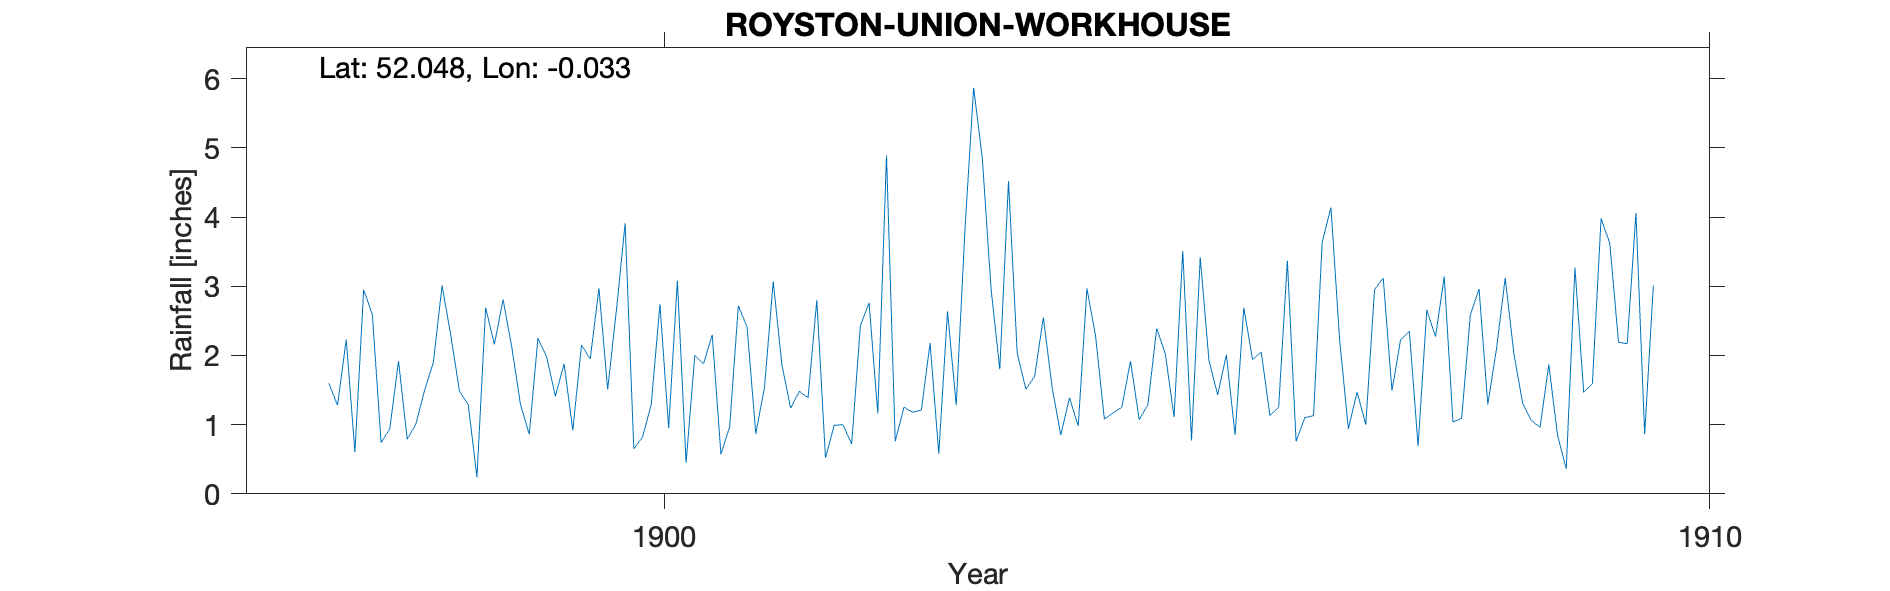 ROYSTON-UNION-WORKHOUSE
Lat: 52.048, Lon: -0.033
Rainfall [inches]
6
5
4
3
2
1
0
1900
1910
Year